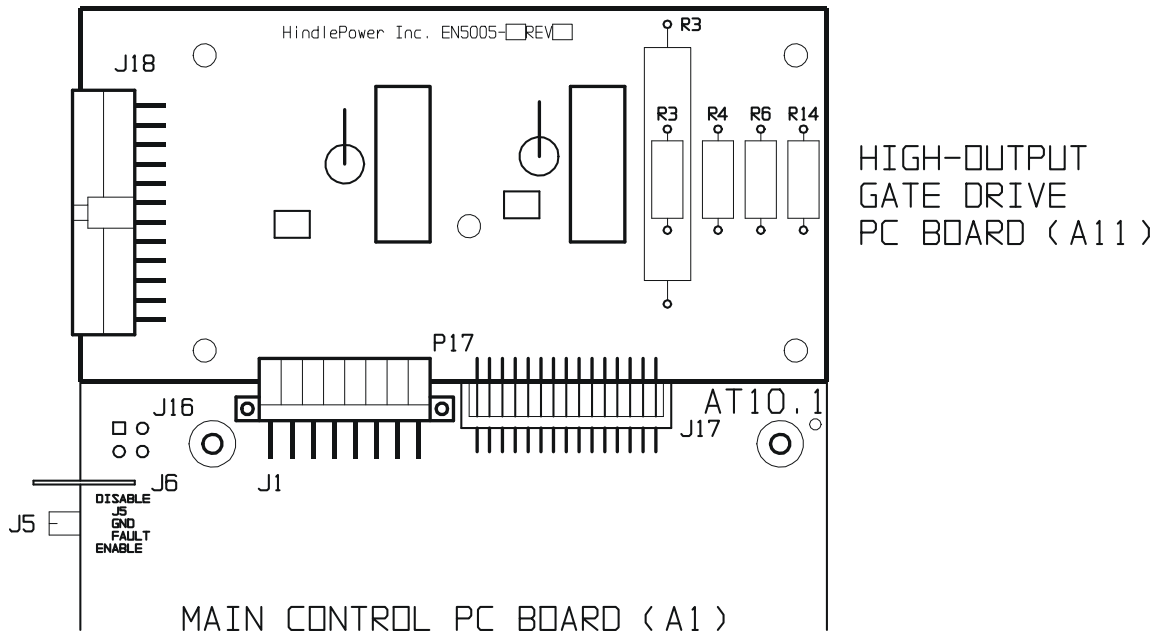 HindlePower Inc. EN5005- REV
R3
J18
R3 R4 R6 R14
HIGH-OUTPUT
GATE DRIVE
PC BOARD (A11)
P17
AT10.1
J16
J17
J6
J1
DISABLE
J5
GND
FAULT
ENABLE
J5
MAIN CONTROL PC BOARD (A1)